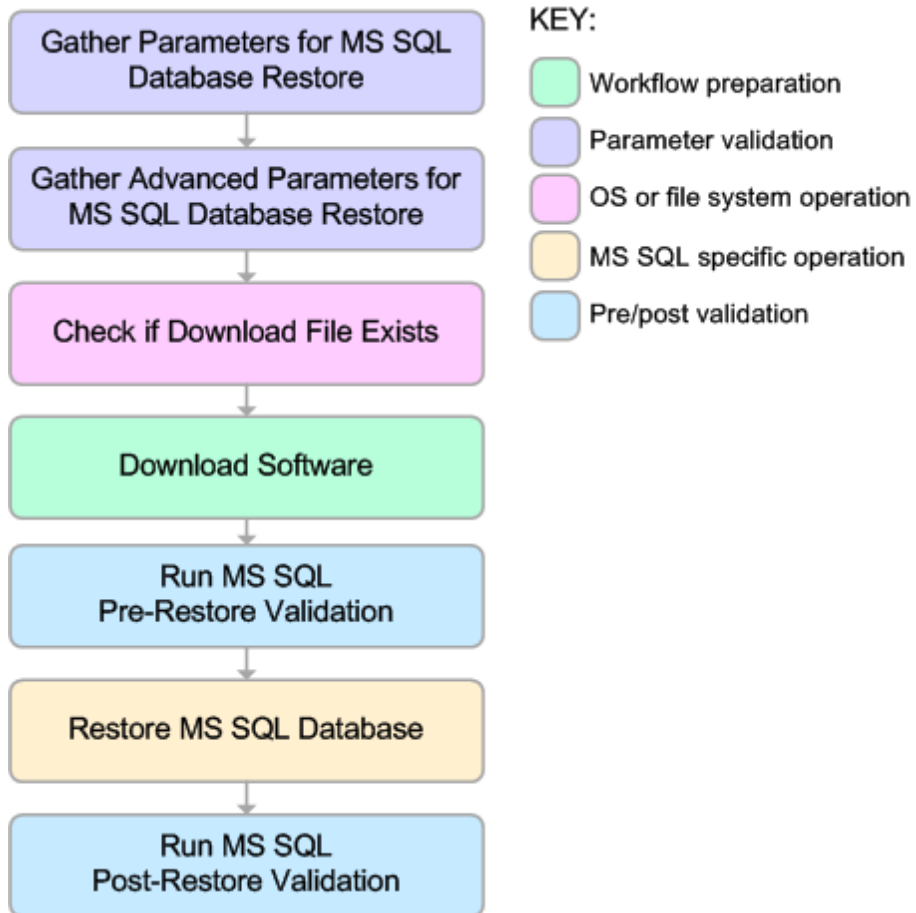 Gather Parameters for MS SQL
Database Restore
Gather Advanced Parameters for
MS SQL Database Restore
Check if Download File Exists
Download Software
Run MS SQL
Pre-Restore Validation
Restore MS SQL Database
Run MS SQL
Post-Restore Validation
KEY:
Workflow preparation
Parameter validation
OS or file system operation
MS SQL specific operation
Pre/post validation